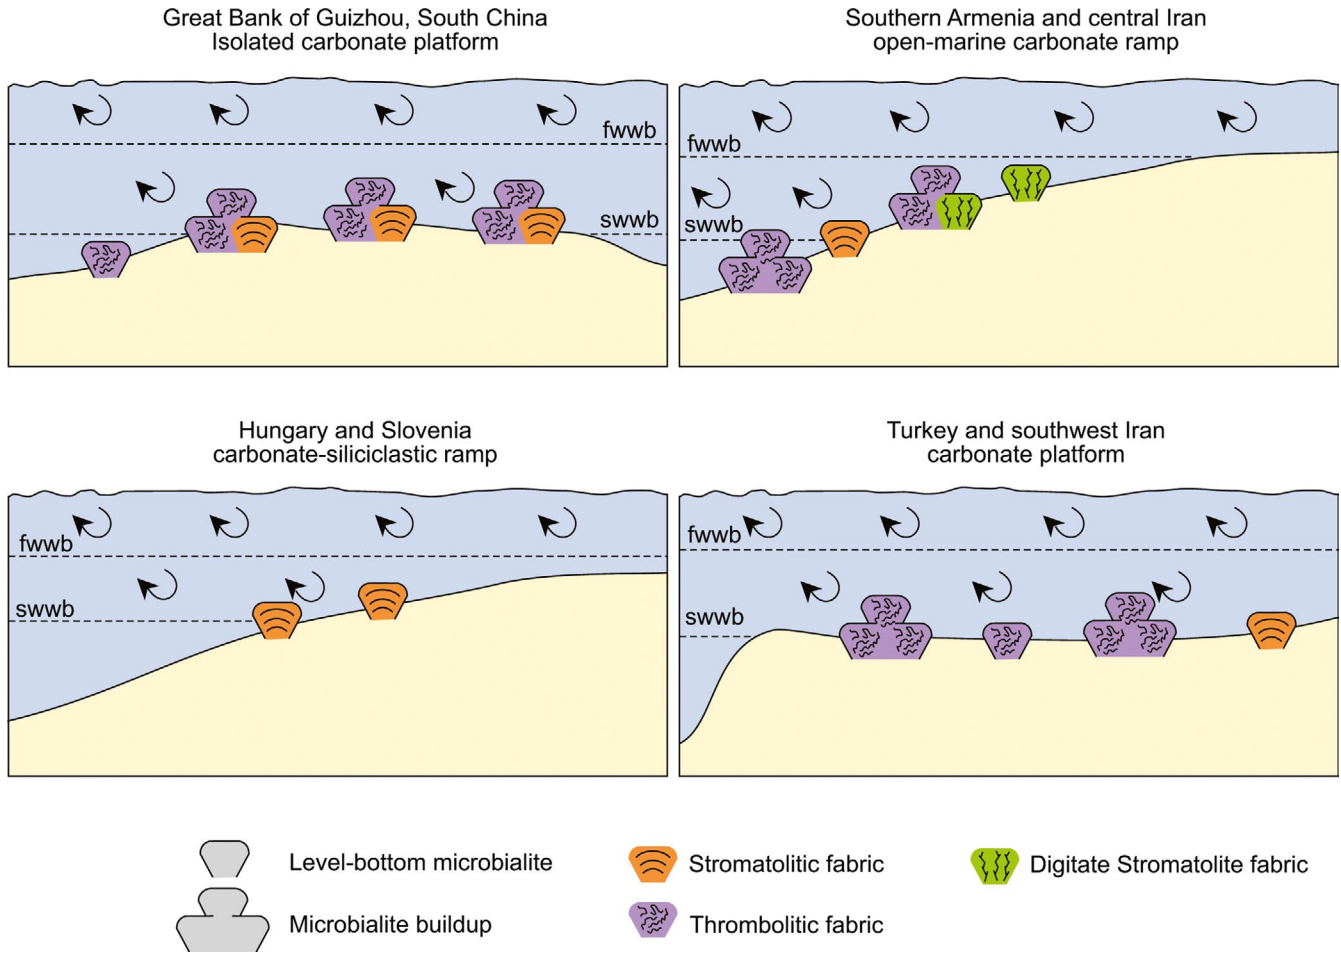 Great Bank of Guizhou, South China
Isolated carbonate platform
fwwb
swwb
Southern Armenia and central Iran
open-marine carbonate ramp
fwwb
swwb
Hungary and Slovenia
carbonate-siliciclastic ramp
fwwb
swwb
Turkey and southwest Iran
carbonate platform
fwwb
swwb
Level-bottom microbialite
Microbialite buildup
Stromatolitic fabric
Thrombolitic fabric
Digitate Stromatolite fabric